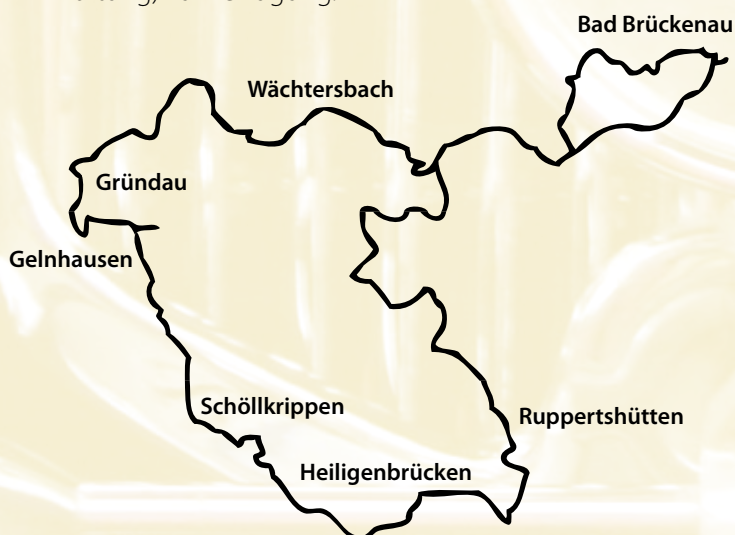 Bad Brückenau
Wächtersbach
Gründau
Gelnhausen
Schöllkrippen
Ruppertshütten
Heiligenbrücken